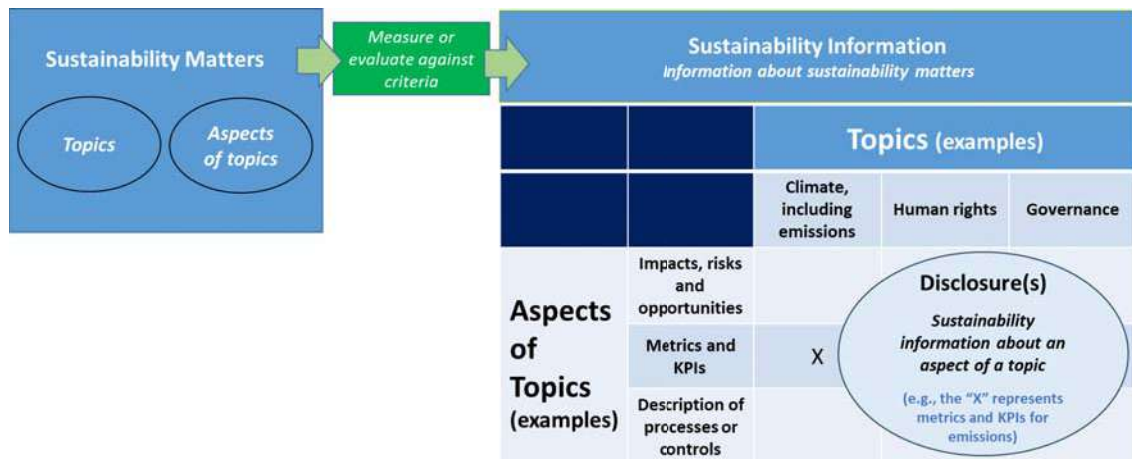 Sustainability Matters
Topics
Aspects
of topics
Measure or
evaluate against
criteria
Sustainability Information
Information about sustainability matters
Topics (examples)
Climate,
including
emissions
Human rights
Governance
Aspects
of
Topics
(examples)
Impacts, risks
and
opportunities
Metrics and
KPIs
X
Description of
processes or
controls
Disclosure(s)
Sustainability
information about an
aspect of a topic
(e.g., the “X” represents
metrics and KPIs for
emissions)